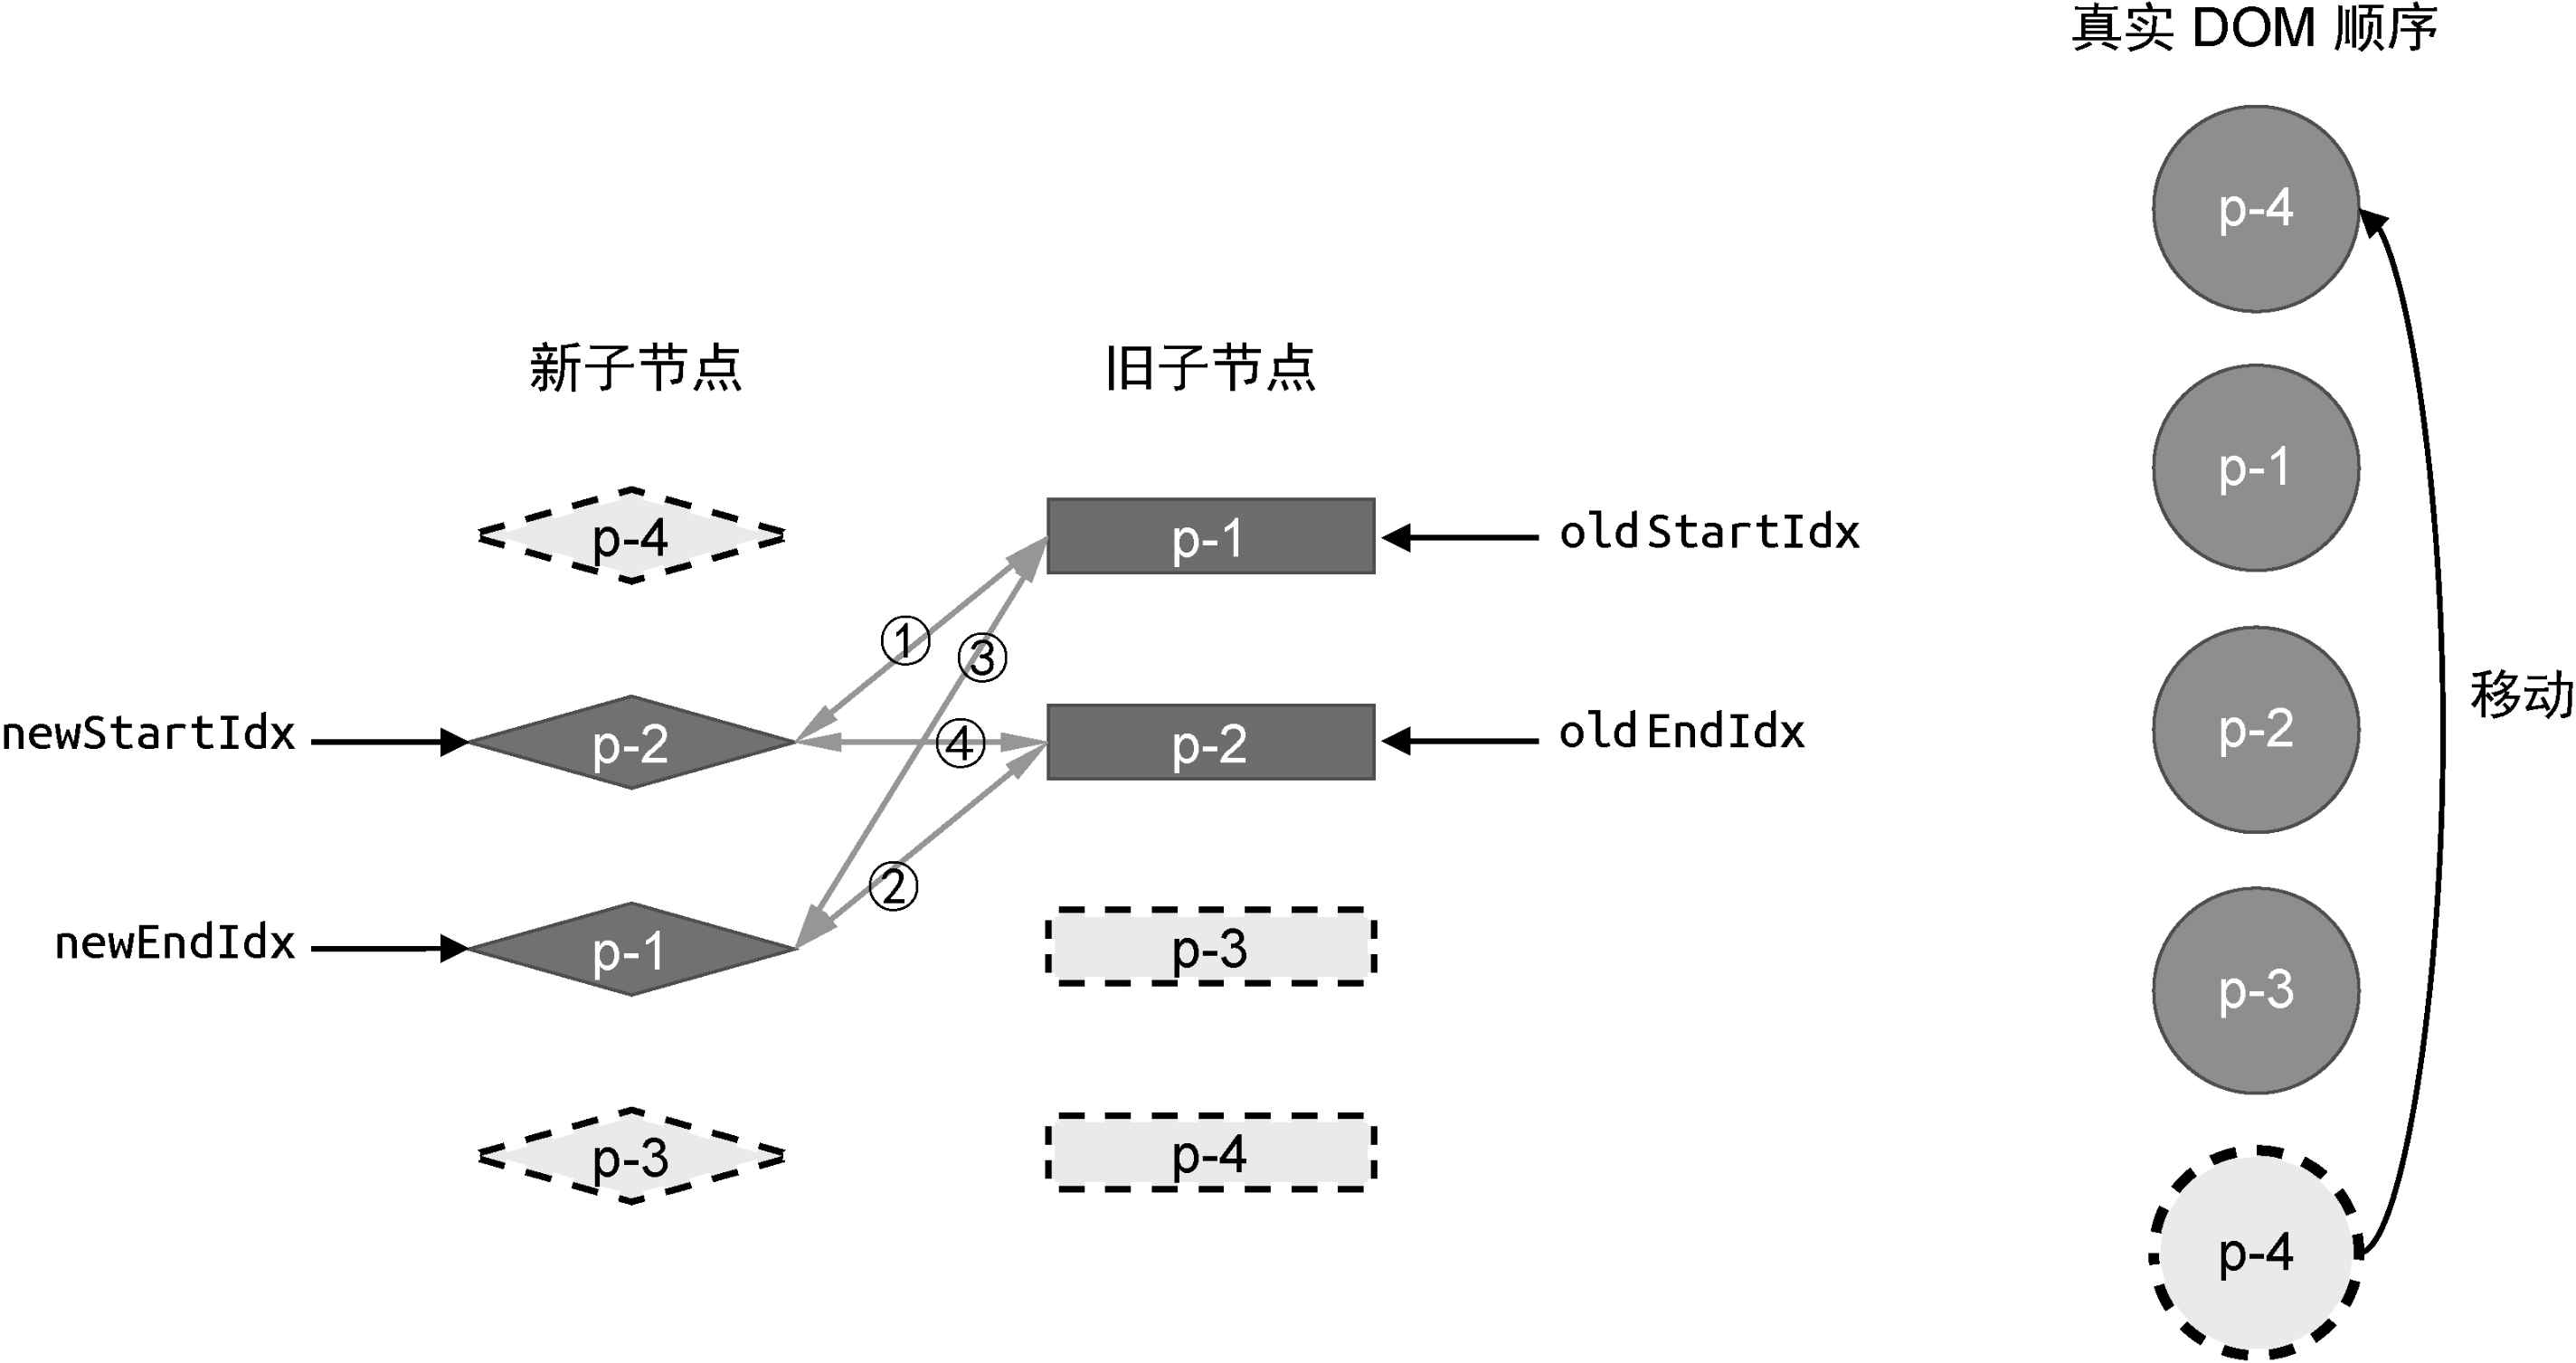 真实 DOM 顺序
p-4
新子节点
旧子节点
p-1
p-4
p-1
oldStartIdx
①
③
移动
newStartIdx
p-2
④
p-2
oldEndIdx
p-2
②
newEndIdx
p-1
p-3
p-3
p-3
p-4
p-4